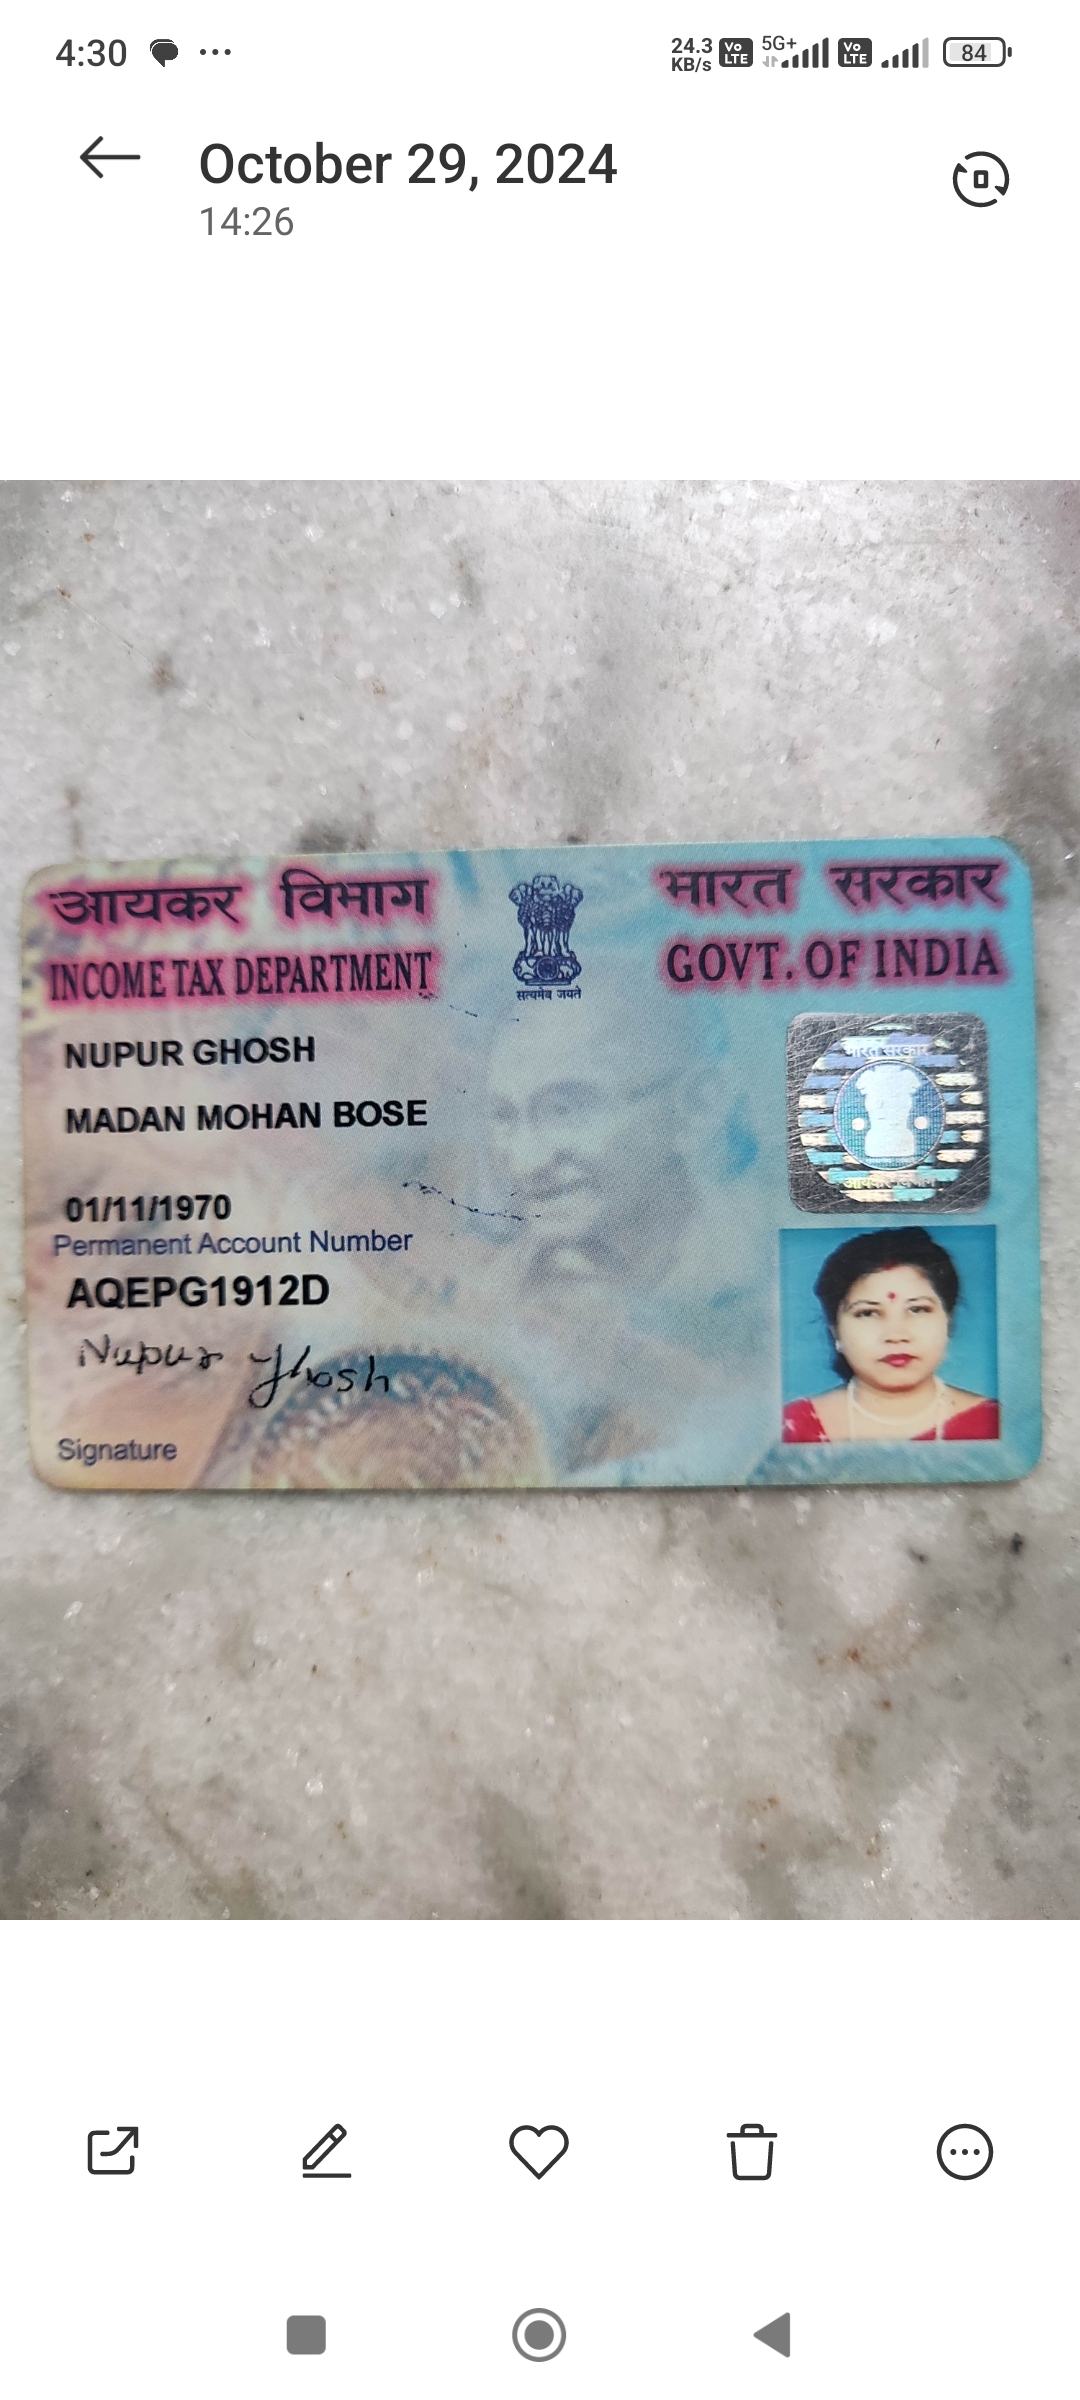 4:30 ...
24.3 KB/s Vo LTE 5G+ Vo LTE 84
October 29, 2024
14:26
आयकर विभाग
INCOME TAX DEPARTMENT
सत्यमेव जयते
भारत सरकार
GOVT. OF INDIA
NUPUR GHOSH
MADAN MOHAN BOSE
01/11/1970
Permanent Account Number
AQEPG1912D
Nupur Ghosh
Signature
भारत सरकार
आयकर विभाग